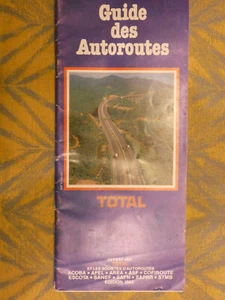 Guide
des
Autoroutes
TOTAL
ET LES SOCIETES D'AUTOROUTES
ACOBA • APEL • AREA • ASF • COFIROUTE
ESCOTA • SANEF • SAPN • SAPRR • STMB